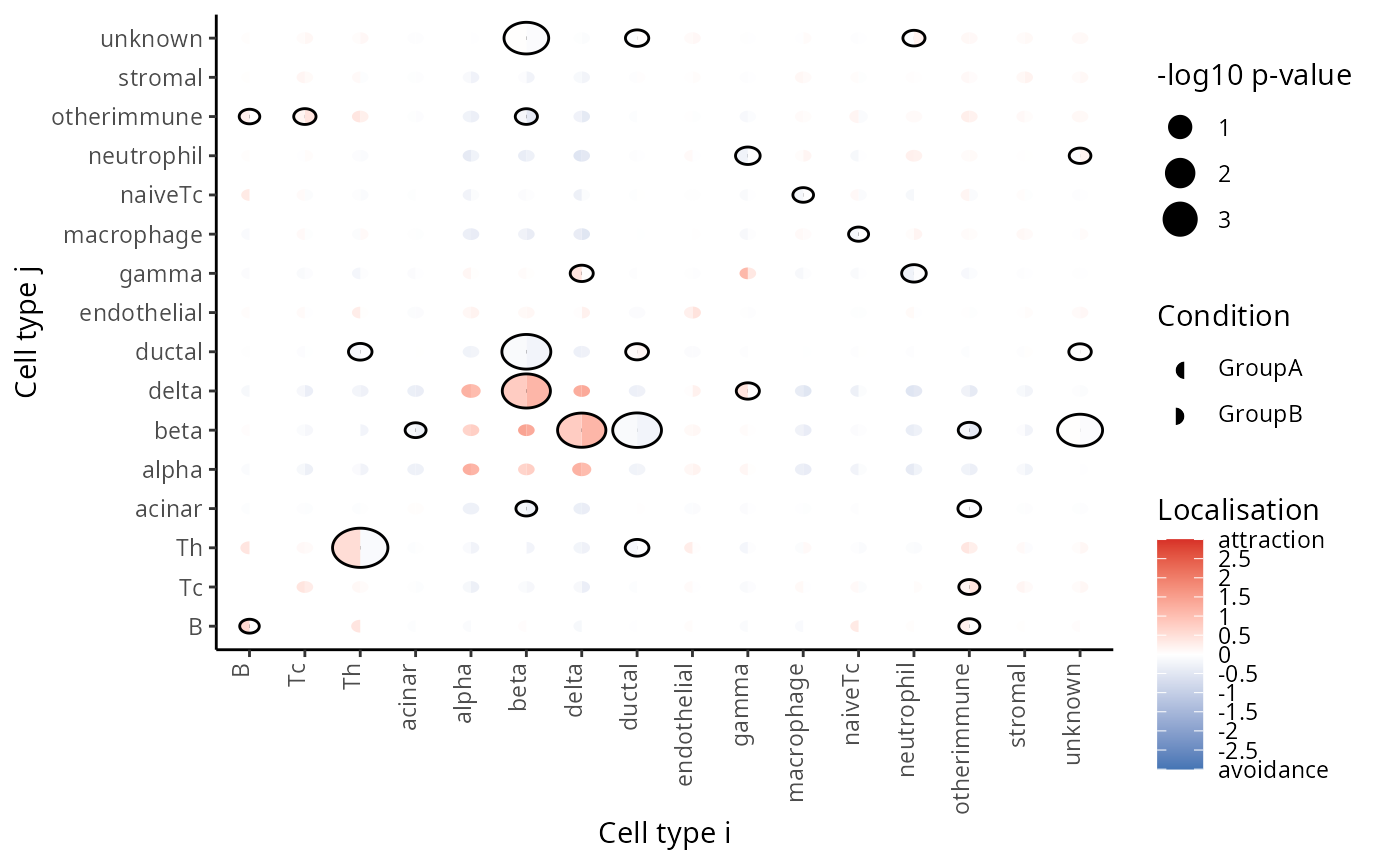 Cell type j
unknown
stromal
otherimmune
neutrophil
naiveTc
macrophage
gamma
endothelial
ductal
delta
beta
alpha
acinar
Th
Tc
B
B
Tc
Th
acinar
alpha
beta
delta
ductal
endothelial
gamma
macrophage
naiveTc
neutrophil
otherimmune
stromal
unknown
Cell type i
-log10 p-value
1
2
3
Condition
GroupA
GroupB
Localisation
attraction
2.5
2
1.5
1
0.5
0
-0.5
-1
-1.5
-2
-2.5
avoidance